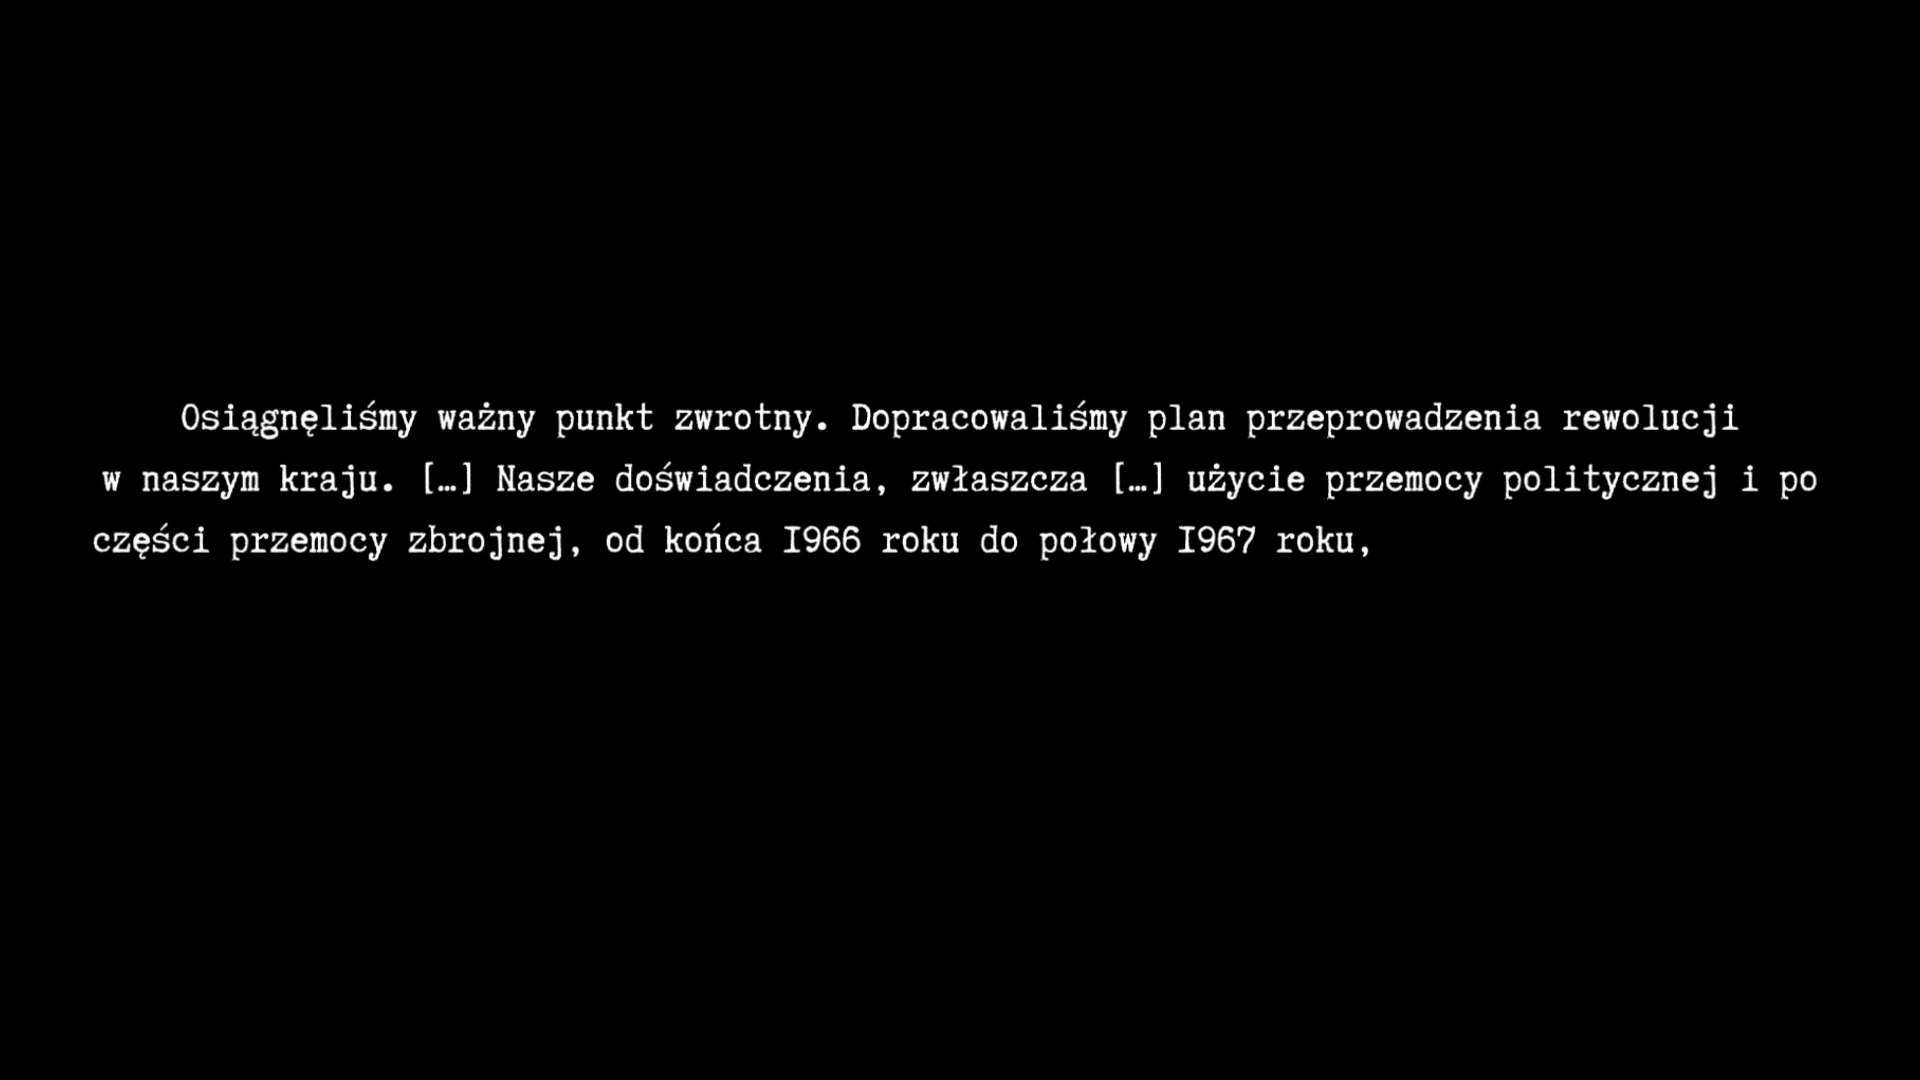 Osiągnęliśmy ważny punkt zwrotny. Dopracowaliśmy plan przeprowadzenia rewolucji
w naszym kraju. […] Nasze doświadczenia, zwłaszcza […] użycie przemocy politycznej i po
części przemocy zbrojnej, od końca 1966 roku do połowy 1967 roku,